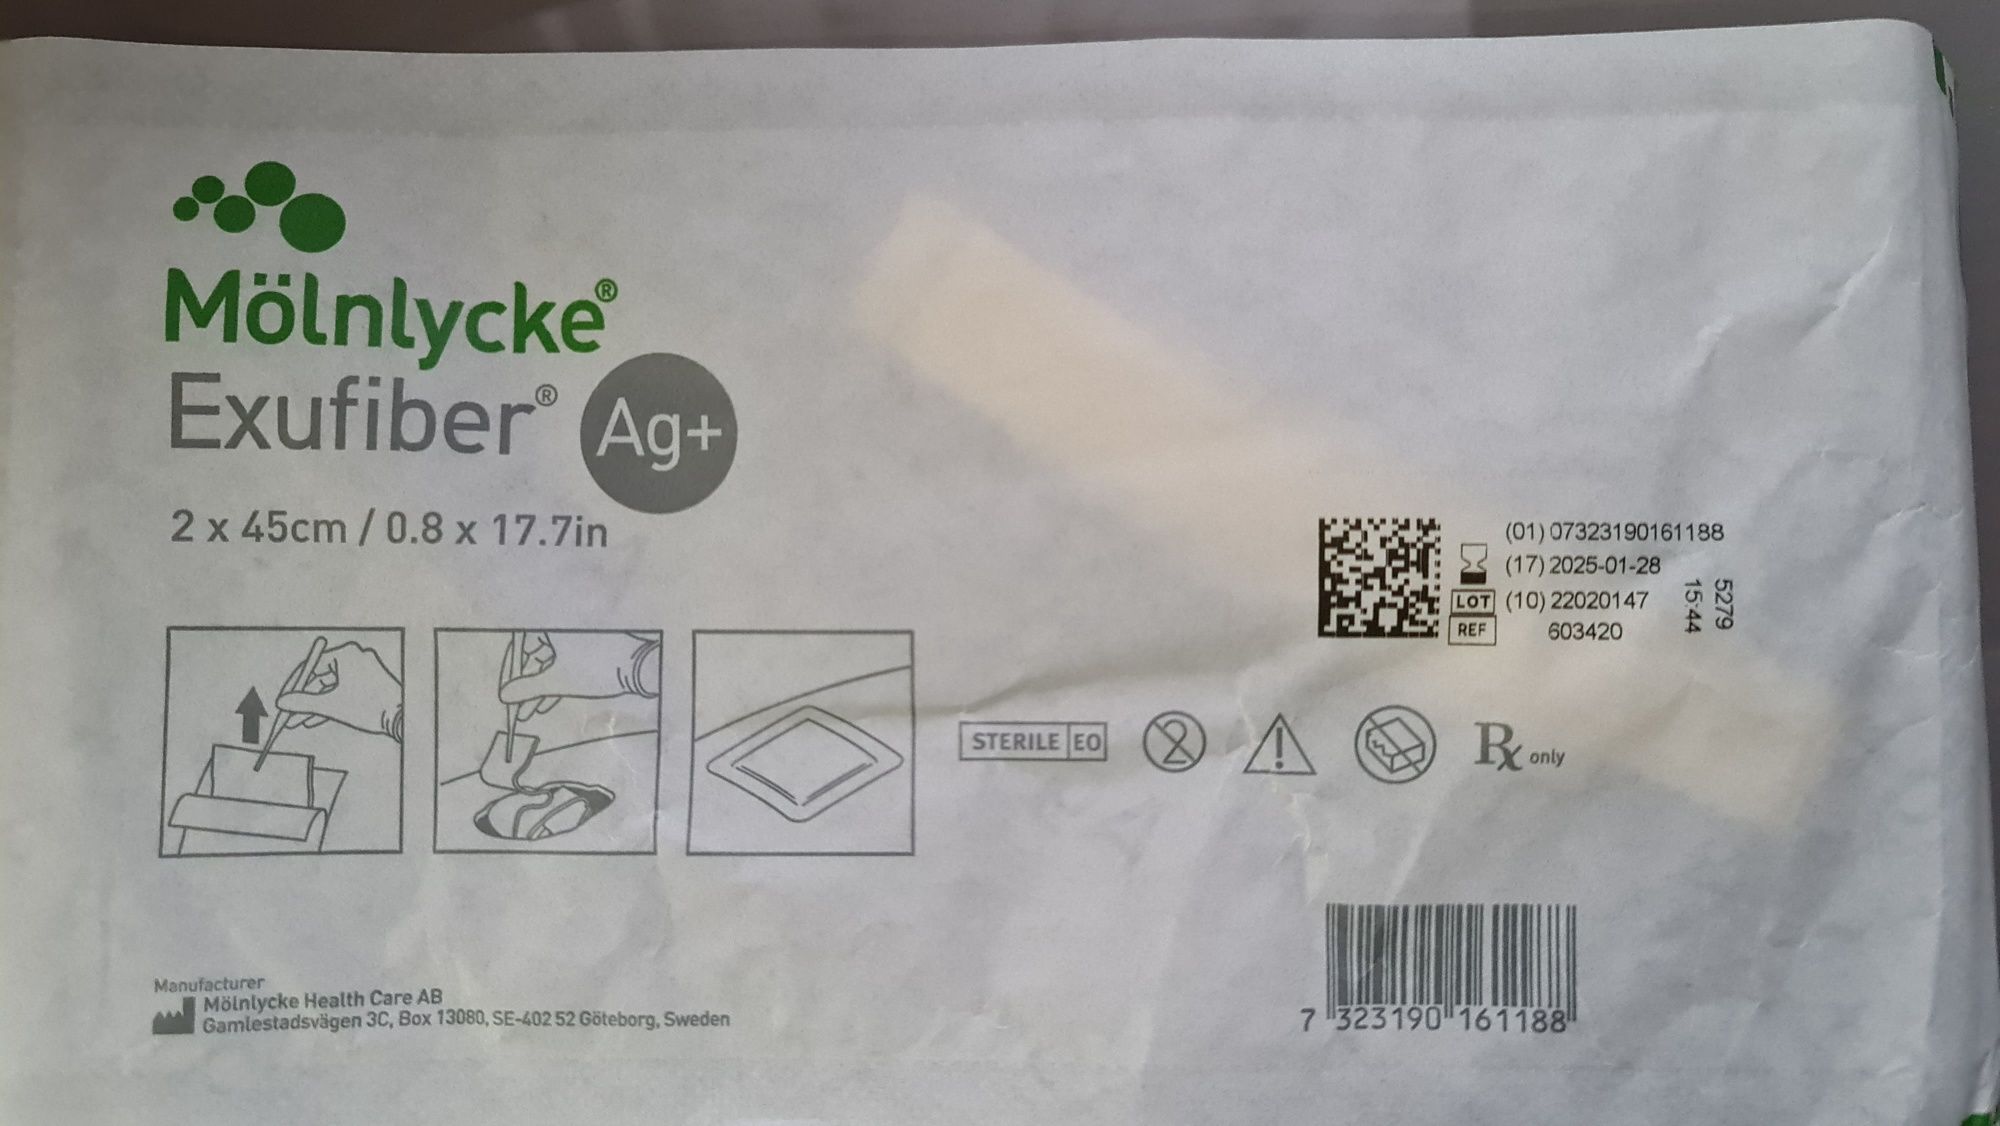 Mölnlycke®
Exufiber® Ag+
2 x 45cm / 0.8 x 17.7in
(01) 07323190161188
(17) 2025-01-28
LOT (10) 22020147
REF 603420
5279
15:44
STERILE EO
2
!
Rx only
Manufacturer
Mölnlycke Health Care AB
Gamlestadsvägen 3C, Box 13080, SE-402 52 Göteborg, Sweden
7 323190 161188